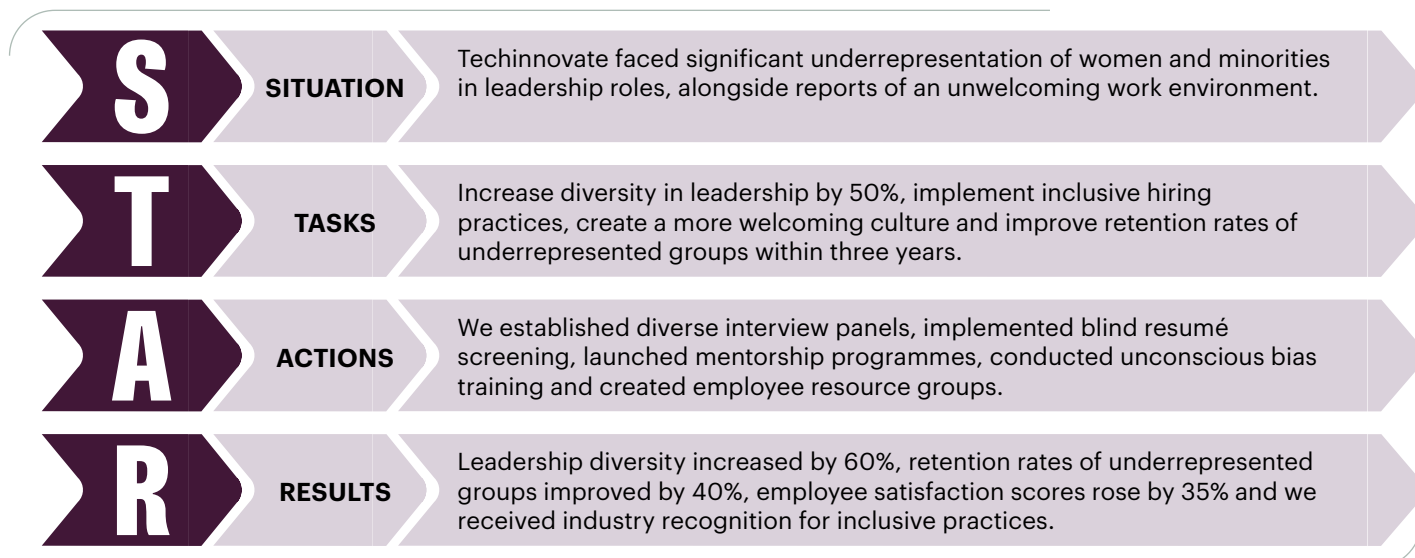 S
SITUATION
Techinnovate faced significant underrepresentation of women and minorities
in leadership roles, alongside reports of an unwelcoming work environment.
T
TASKS
Increase diversity in leadership by 50%, implement inclusive hiring
practices, create a more welcoming culture and improve retention rates of
underrepresented groups within three years.
A
ACTIONS
We established diverse interview panels, implemented blind resumé
screening, launched mentorship programmes, conducted unconscious bias
training and created employee resource groups.
R
RESULTS
Leadership diversity increased by 60%, retention rates of underrepresented
groups improved by 40%, employee satisfaction scores rose by 35% and we
received industry recognition for inclusive practices.